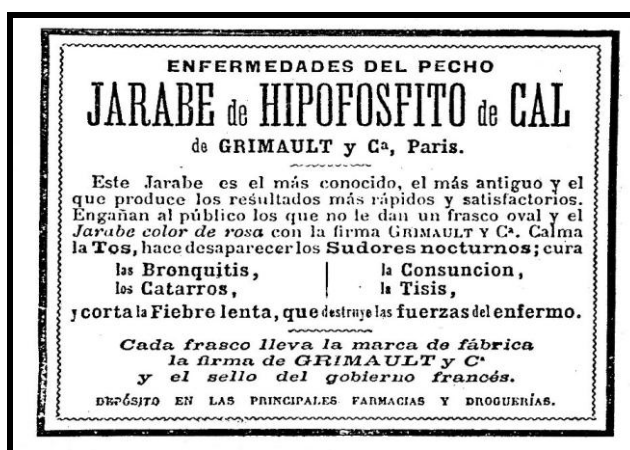 ENFERMEDADES DEL PECHO
JARABE de HIPOFOSFITO de CAL
de GRIMAULT y Cª, Paris.
Este Jarabe es el más conocido, el más antiguo y el
que produce los resultados más rápidos y satisfactorios.
Engañan al público los que no le dan un frasco oval y el
Jarabe color de rosa con la firma GRIMAULT Y Cª. Calma
la Tos, hace desaparecer los Sudores nocturnos; cura
las Bronquitis, la Consuncion,
los Catarros, la Tisis,
y corta la Fiebre lenta, que destruye las fuerzas del enfermo.
Cada frasco lleva la marca de fábrica
la firma de GRIMAULT y Cª
y el sello del gobierno francés.
DEPÓSITO EN LAS PRINCIPALES FARMACIAS Y DROGUERÍAS.